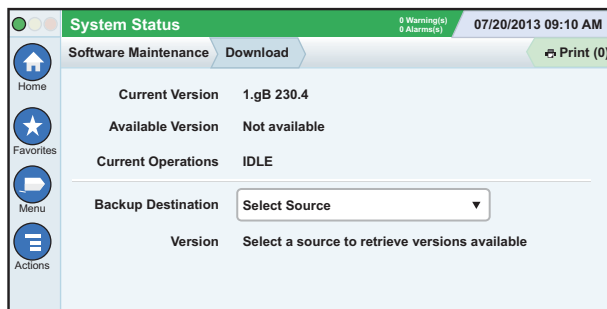 System Status
0 Warning(s)
0 Alarms(s)
07/20/2013 09:10 AM
Software Maintenance
Download
Print (0)
Home
Current Version 1.gB 230.4
Available Version Not available
Favorites
Current Operations IDLE
Menu
Backup Destination Select Source
Version Select a source to retrieve versions available
Actions